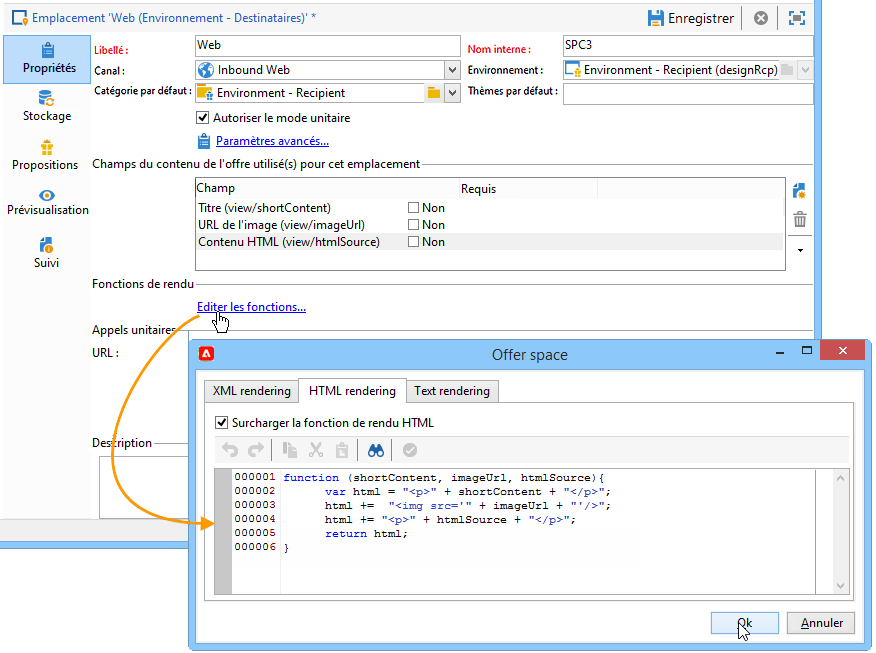 Emplacement 'Web (Environnement - Destinataires)' *
Enregistrer
Propriétés
Stockage
Propositions
Prévisualisation
Suivi
Libellé : Web Nom interne : SPC3
Canal : Inbound Web Environnement : Environment - Recipient (designRcp)
Catégorie par défaut : Environment - Recipient Thèmes par défaut :
Autoriser le mode unitaire
Paramètres avancés...
Champs du contenu de l'offre utilisé(s) pour cet emplacement
Champ Requis
Titre (view/shortContent) Non
URL de l'image (view/imageUrl) Non
Contenu HTML (view/htmlSource) Non
Fonctions de rendu
Editer les fonctions...
Appels unitaires
URL :
Description
Offer space
XML rendering HTML rendering Text rendering
Surcharger la fonction de rendu HTML
000001 function (shortContent, imageUrl, htmlSource){
000002 var html = "<p>" + shortContent + "</p>";
000003 html += "<img src='" + imageUrl + "'/>";
000004 html += "<p>" + htmlSource + "</p>";
000005 return html;
000006 }
Ok Annuler